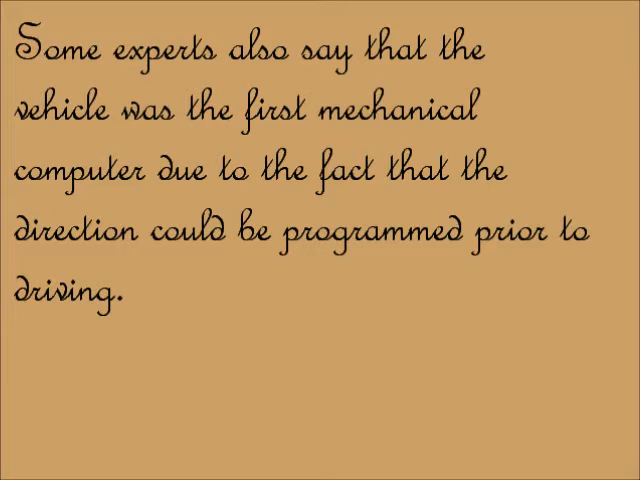 Some experts also say that the
vehicle was the first mechanical
computer due to the fact that the
direction could be programmed prior to
driving.